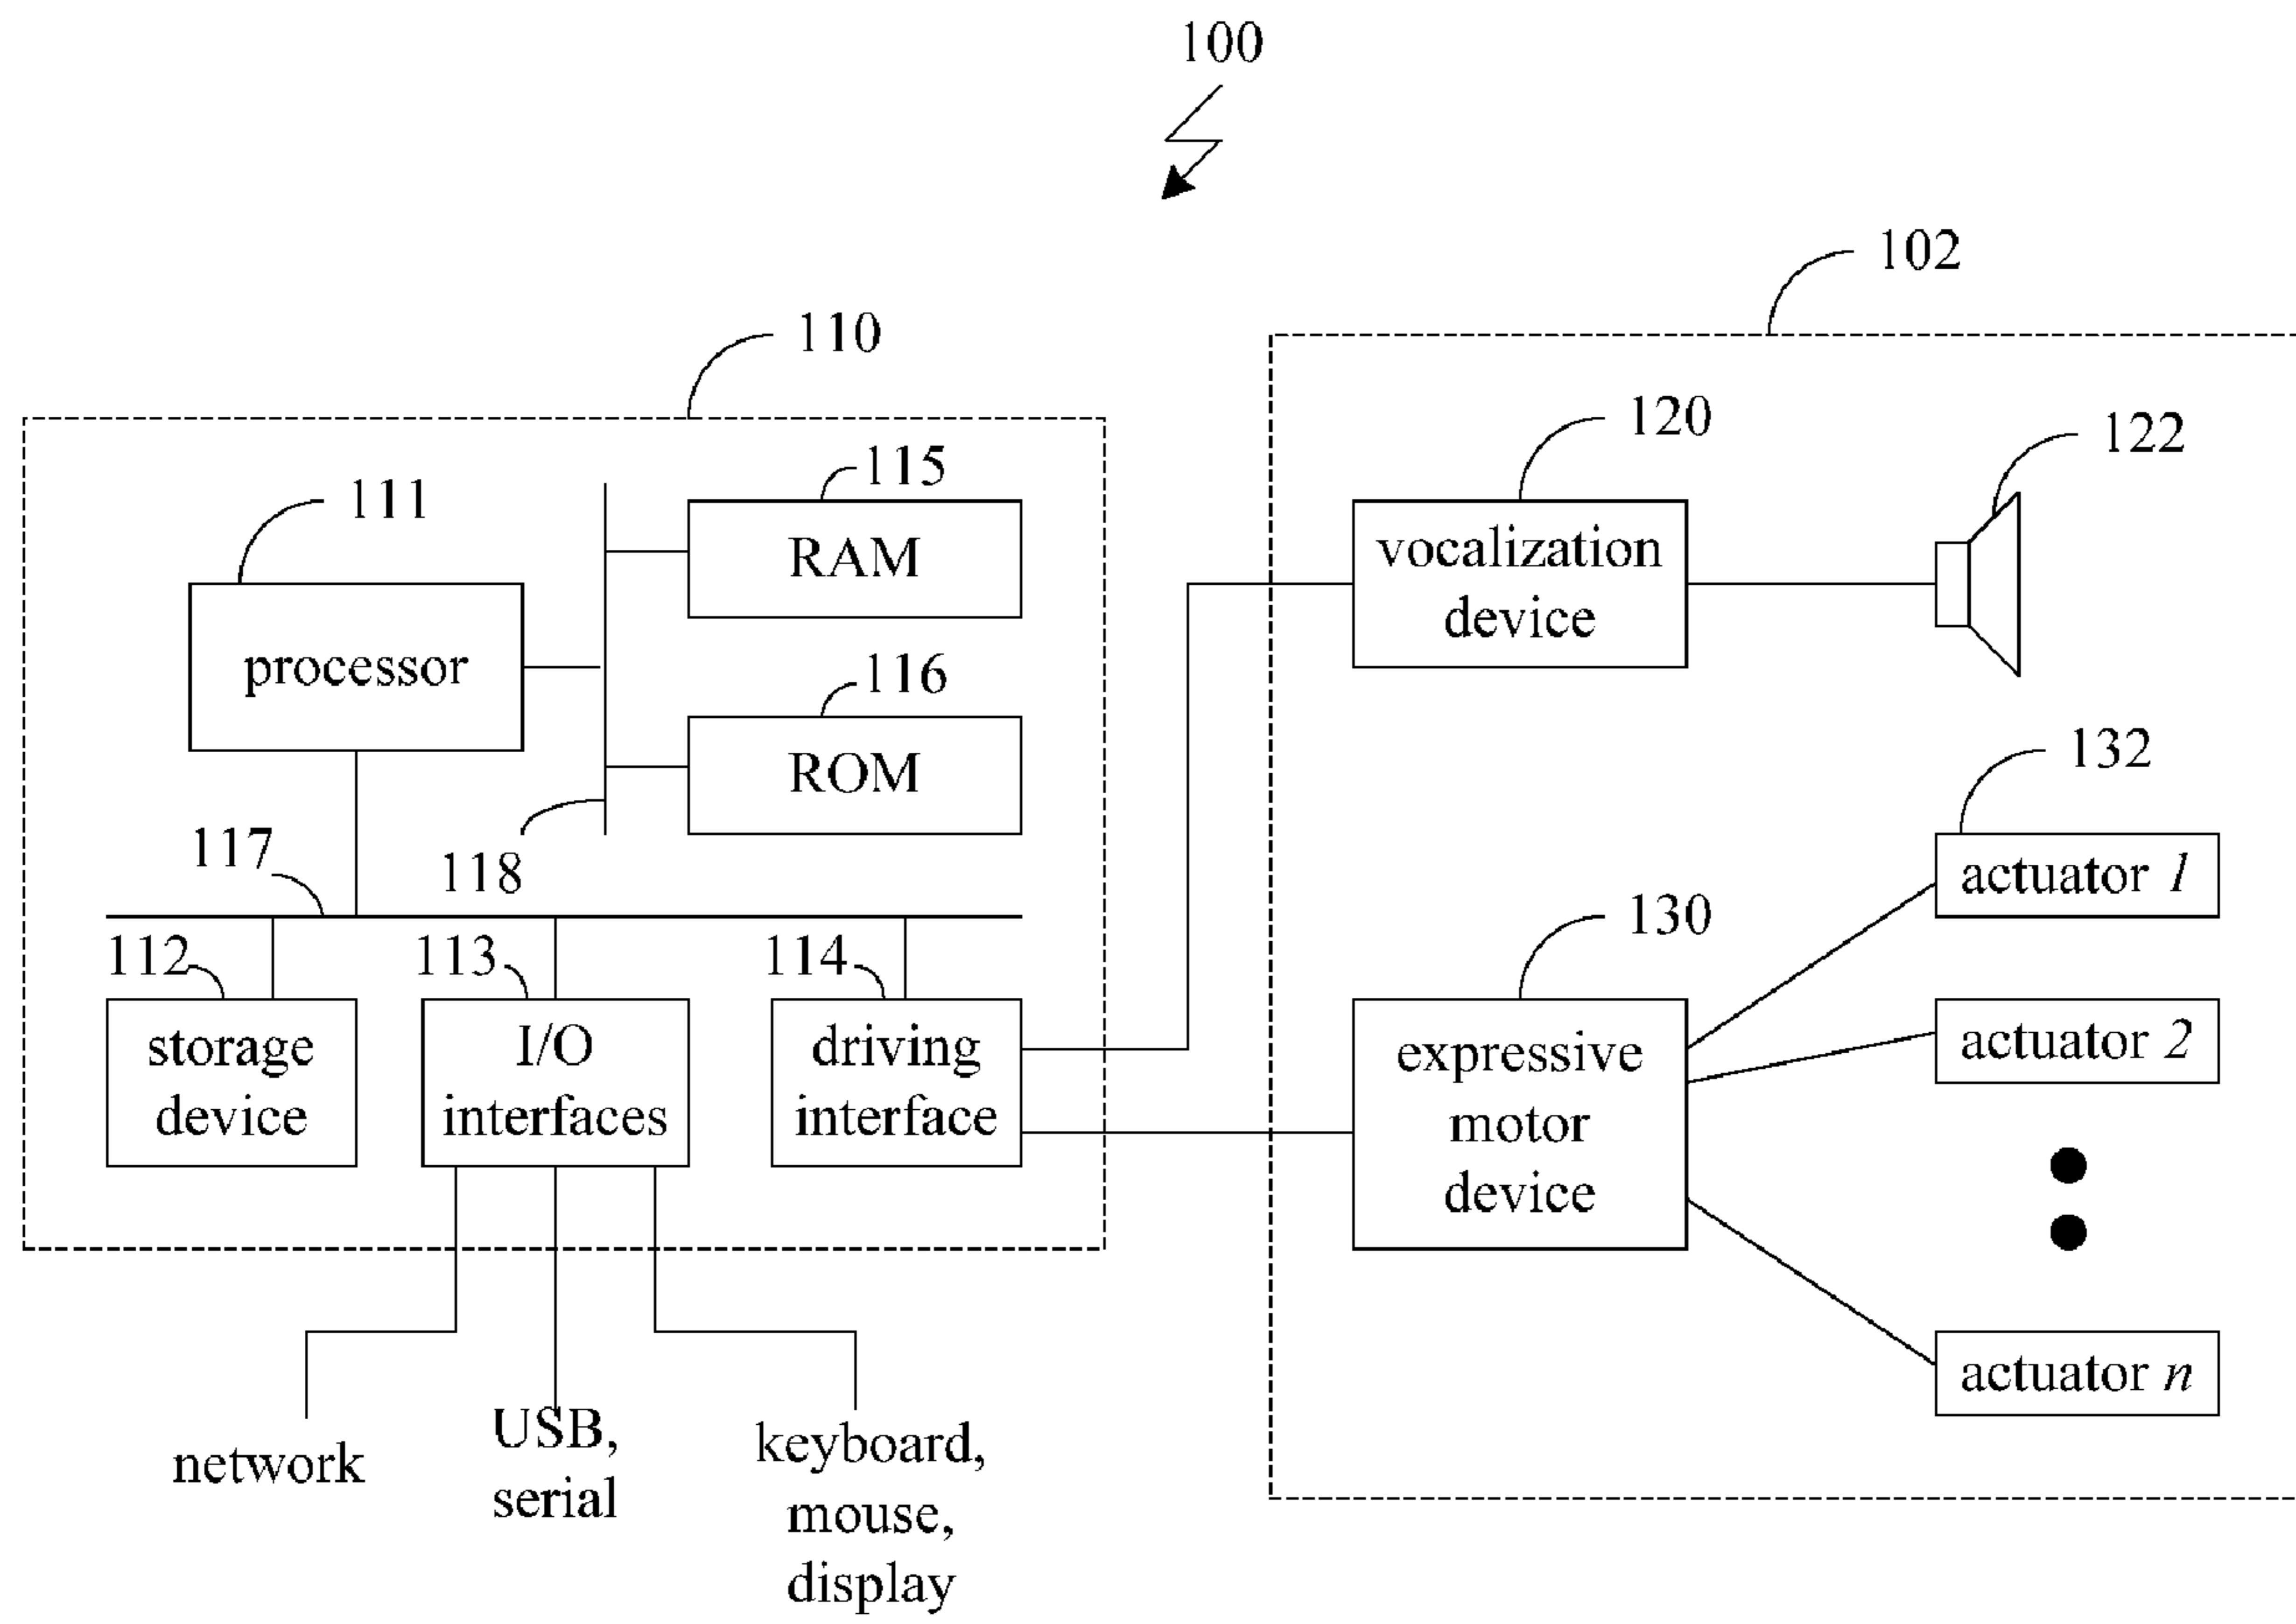 100
102
110
120
122
115
111
RAM
vocalization
device
processor
116
132
ROM
117
118
actuator 1
130
112
113
114
storage
device
I/O
interfaces
driving
interface
expressive
motor
device
actuator 2
actuator n
network
USB,
serial
keyboard,
mouse,
display